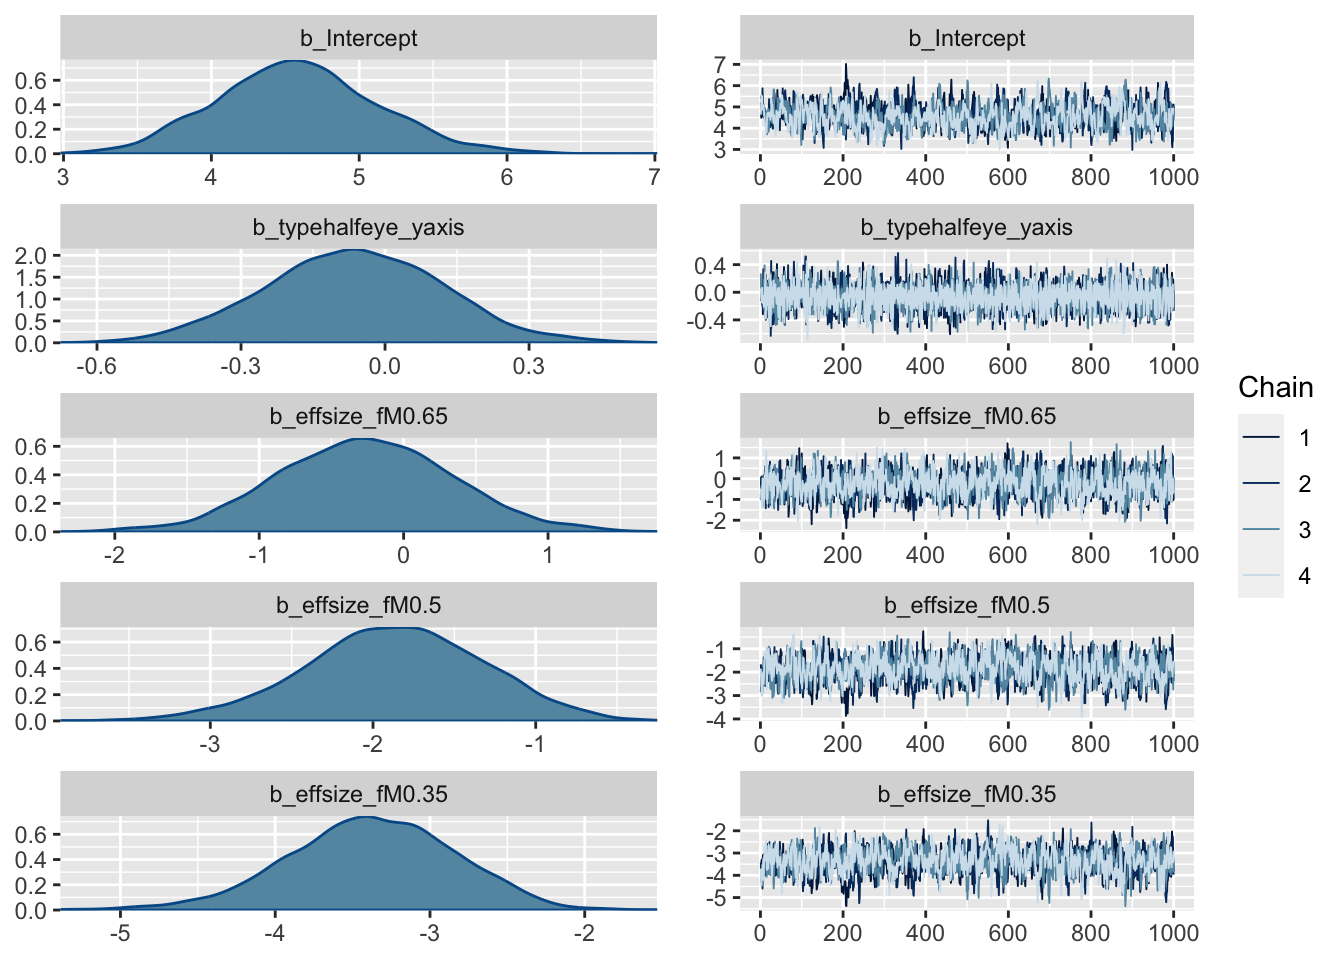 b_Intercept
0.6
0.4
0.2
0.0
3 4 5 6 7
b_Intercept
7
6
5
4
3
0 200 400 600 800 1000
b_typehalfeye_yaxis
2.0
1.5
1.0
0.5
0.0
-0.6 -0.3 0.0 0.3
b_typehalfeye_yaxis
0.4
0.0
-0.4
0 200 400 600 800 1000
b_effsize_fM0.65
0.6
0.4
0.2
0.0
-2 -1 0 1
b_effsize_fM0.65
1
0
-1
-2
0 200 400 600 800 1000
b_effsize_fM0.5
0.6
0.4
0.2
0.0
-3 -2 -1
b_effsize_fM0.5
-1
-2
-3
-4
0 200 400 600 800 1000
b_effsize_fM0.35
0.6
0.4
0.2
0.0
-5 -4 -3 -2
b_effsize_fM0.35
-2
-3
-4
-5
0 200 400 600 800 1000
Chain
1
2
3
4